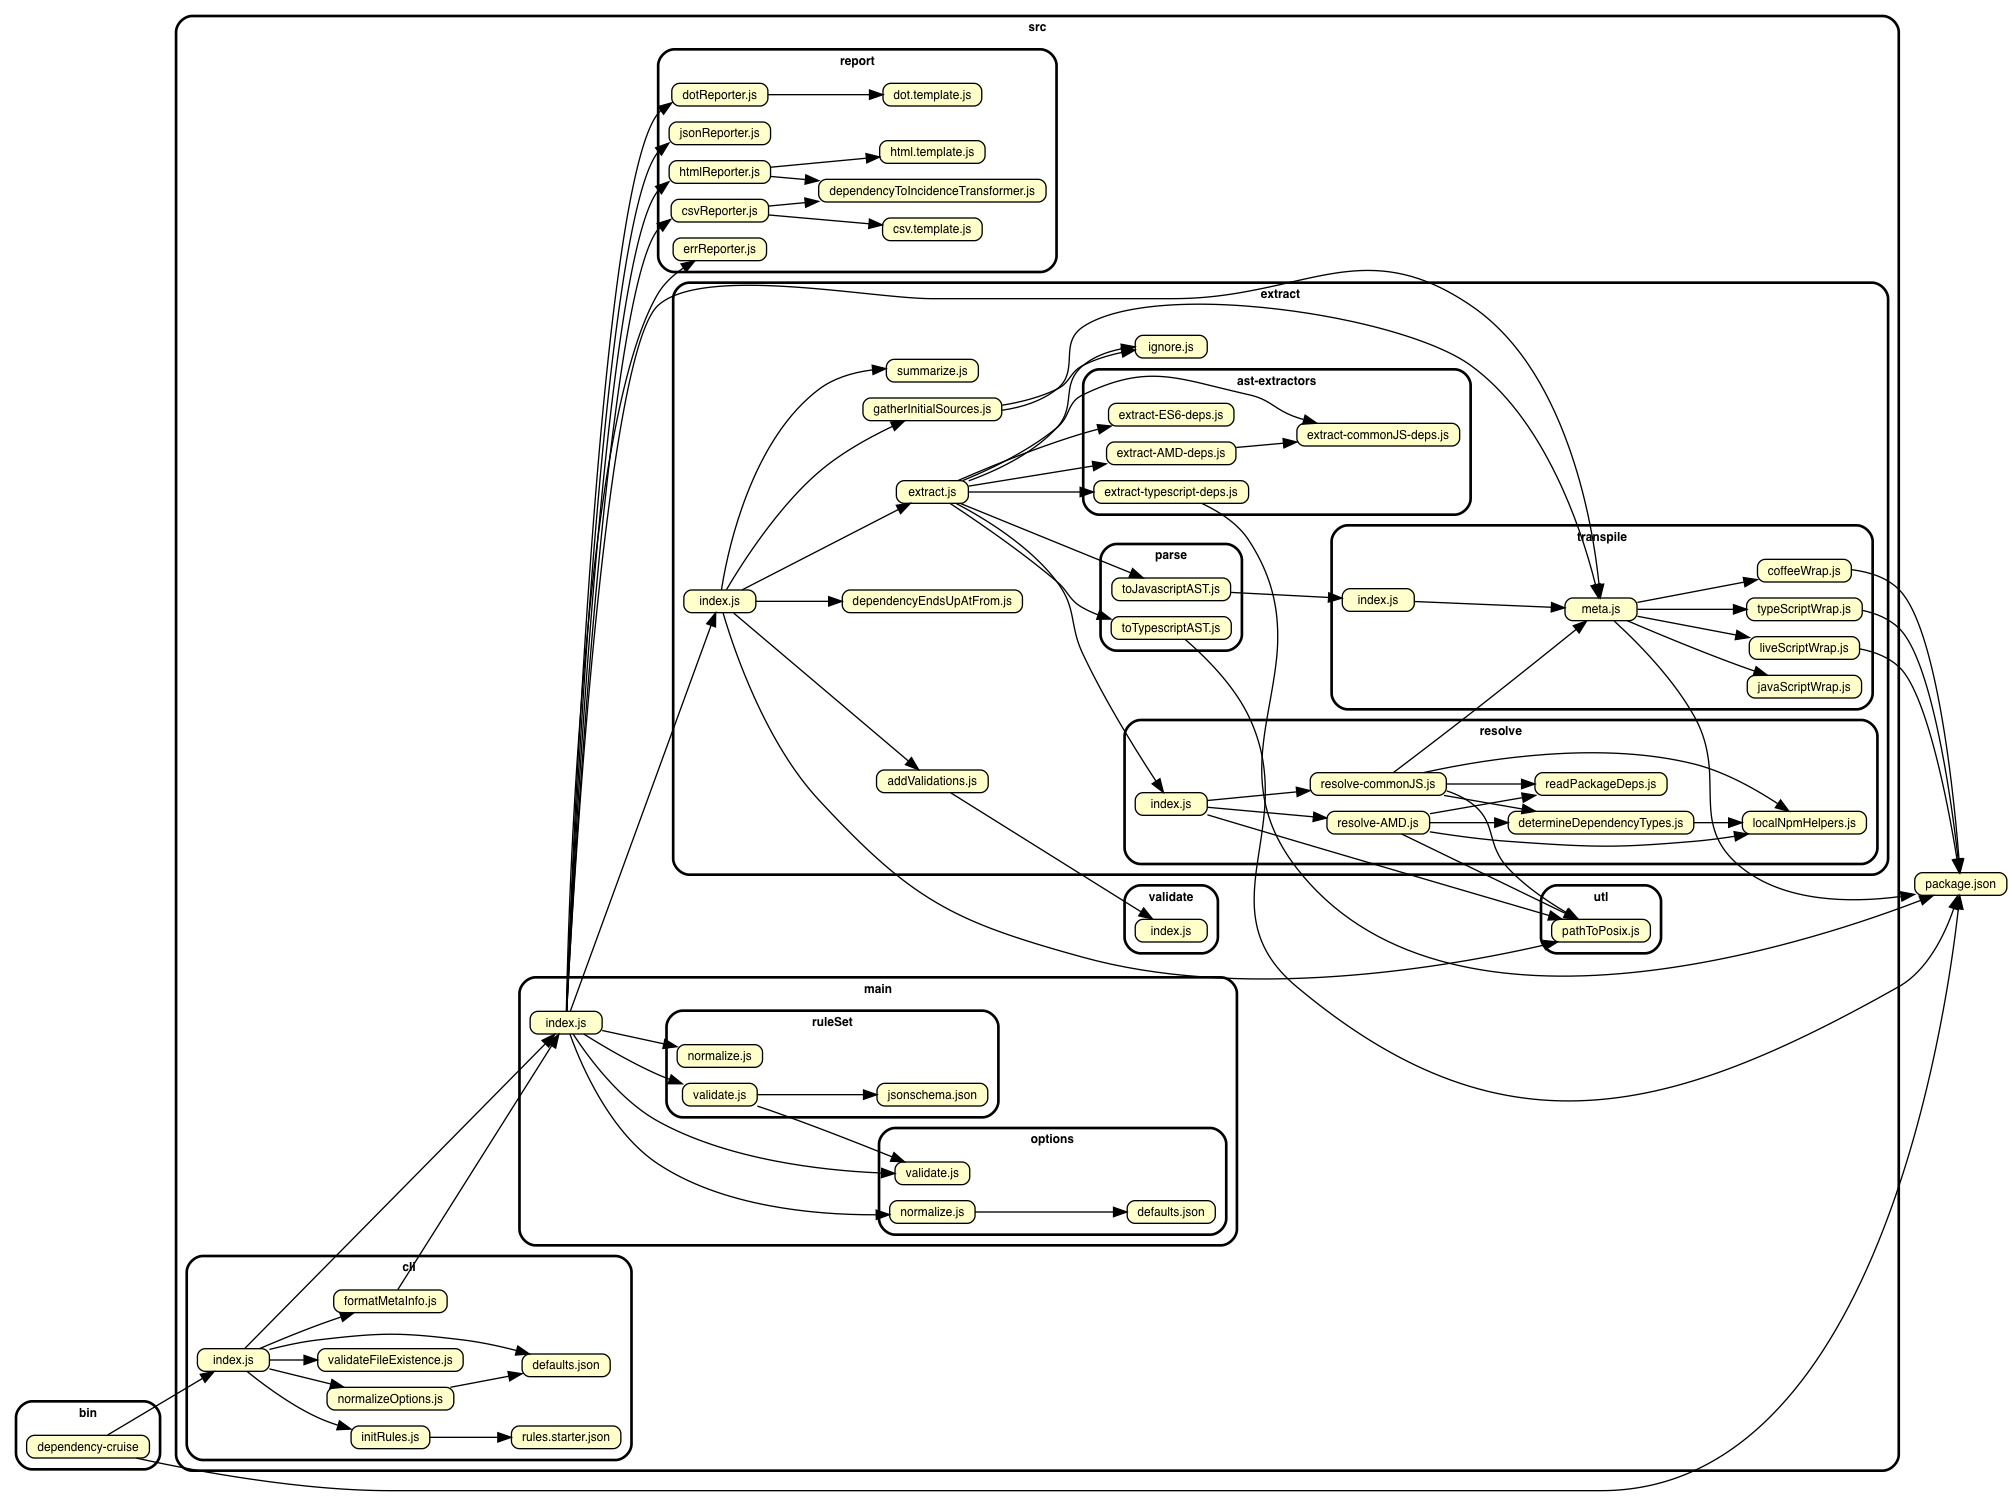 src
report
dotReporter.js
dot.template.js
jsonReporter.js
html.template.js
htmlReporter.js
dependencyToIncidenceTransformer.js
csvReporter.js
csv.template.js
errReporter.js
extract
ignore.js
summarize.js
gatherInitialSources.js
ast-extractors
extract-ES6-deps.js
extract-commonJS-deps.js
extract-AMD-deps.js
extract.js
extract-typescript-deps.js
index.js
dependencyEndsUpAtFrom.js
parse
toJavascriptAST.js
toTypescriptAST.js
transpile
index.js
meta.js
coffeeWrap.js
typeScriptWrap.js
liveScriptWrap.js
javaScriptWrap.js
addValidations.js
resolve
index.js
resolve-commonJS.js
readPackageDeps.js
resolve-AMD.js
determineDependencyTypes.js
localNpmHelpers.js
package.json
validate
index.js
utl
pathToPosix.js
main
index.js
ruleSet
normalize.js
validate.js
jsonschema.json
options
validate.js
normalize.js
defaults.json
cli
formatMetaInfo.js
index.js
validateFileExistence.js
defaults.json
normalizeOptions.js
initRules.js
rules.starter.json
bin
dependency-cruise